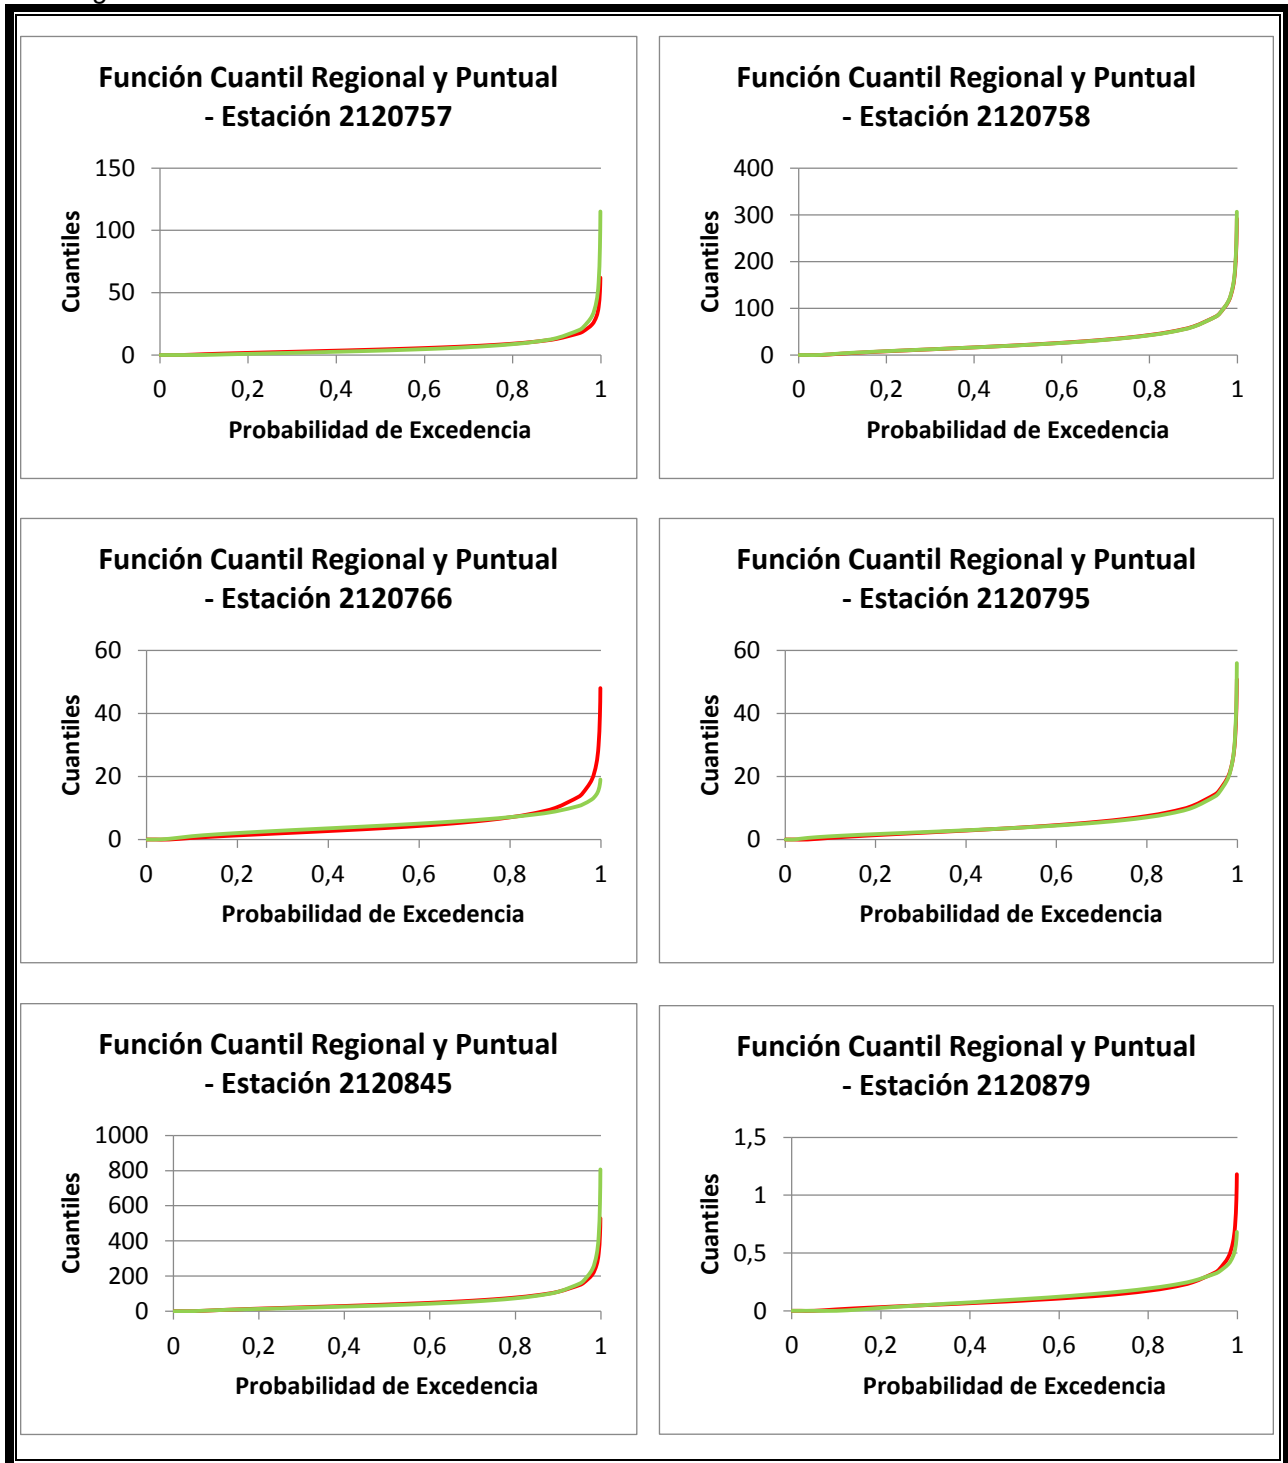 Función Cuantil Regional y Puntual
- Estación 2120757
150
100
50
0
0 0,2 0,4 0,6 0,8 1
Cuantiles
Probabilidad de Excedencia
Función Cuantil Regional y Puntual
- Estación 2120758
400
300
200
100
0
0 0,2 0,4 0,6 0,8 1
Cuantiles
Probabilidad de Excedencia
Función Cuantil Regional y Puntual
- Estación 2120766
60
40
20
0
0 0,2 0,4 0,6 0,8 1
Cuantiles
Probabilidad de Excedencia
Función Cuantil Regional y Puntual
- Estación 2120795
60
40
20
0
0 0,2 0,4 0,6 0,8 1
Cuantiles
Probabilidad de Excedencia
Función Cuantil Regional y Puntual
- Estación 2120845
1000
800
600
400
200
0
0 0,2 0,4 0,6 0,8 1
Cuantiles
Probabilidad de Excedencia
Función Cuantil Regional y Puntual
- Estación 2120879
1,5
1
0,5
0
0 0,2 0,4 0,6 0,8 1
Cuantiles
Probabilidad de Excedencia